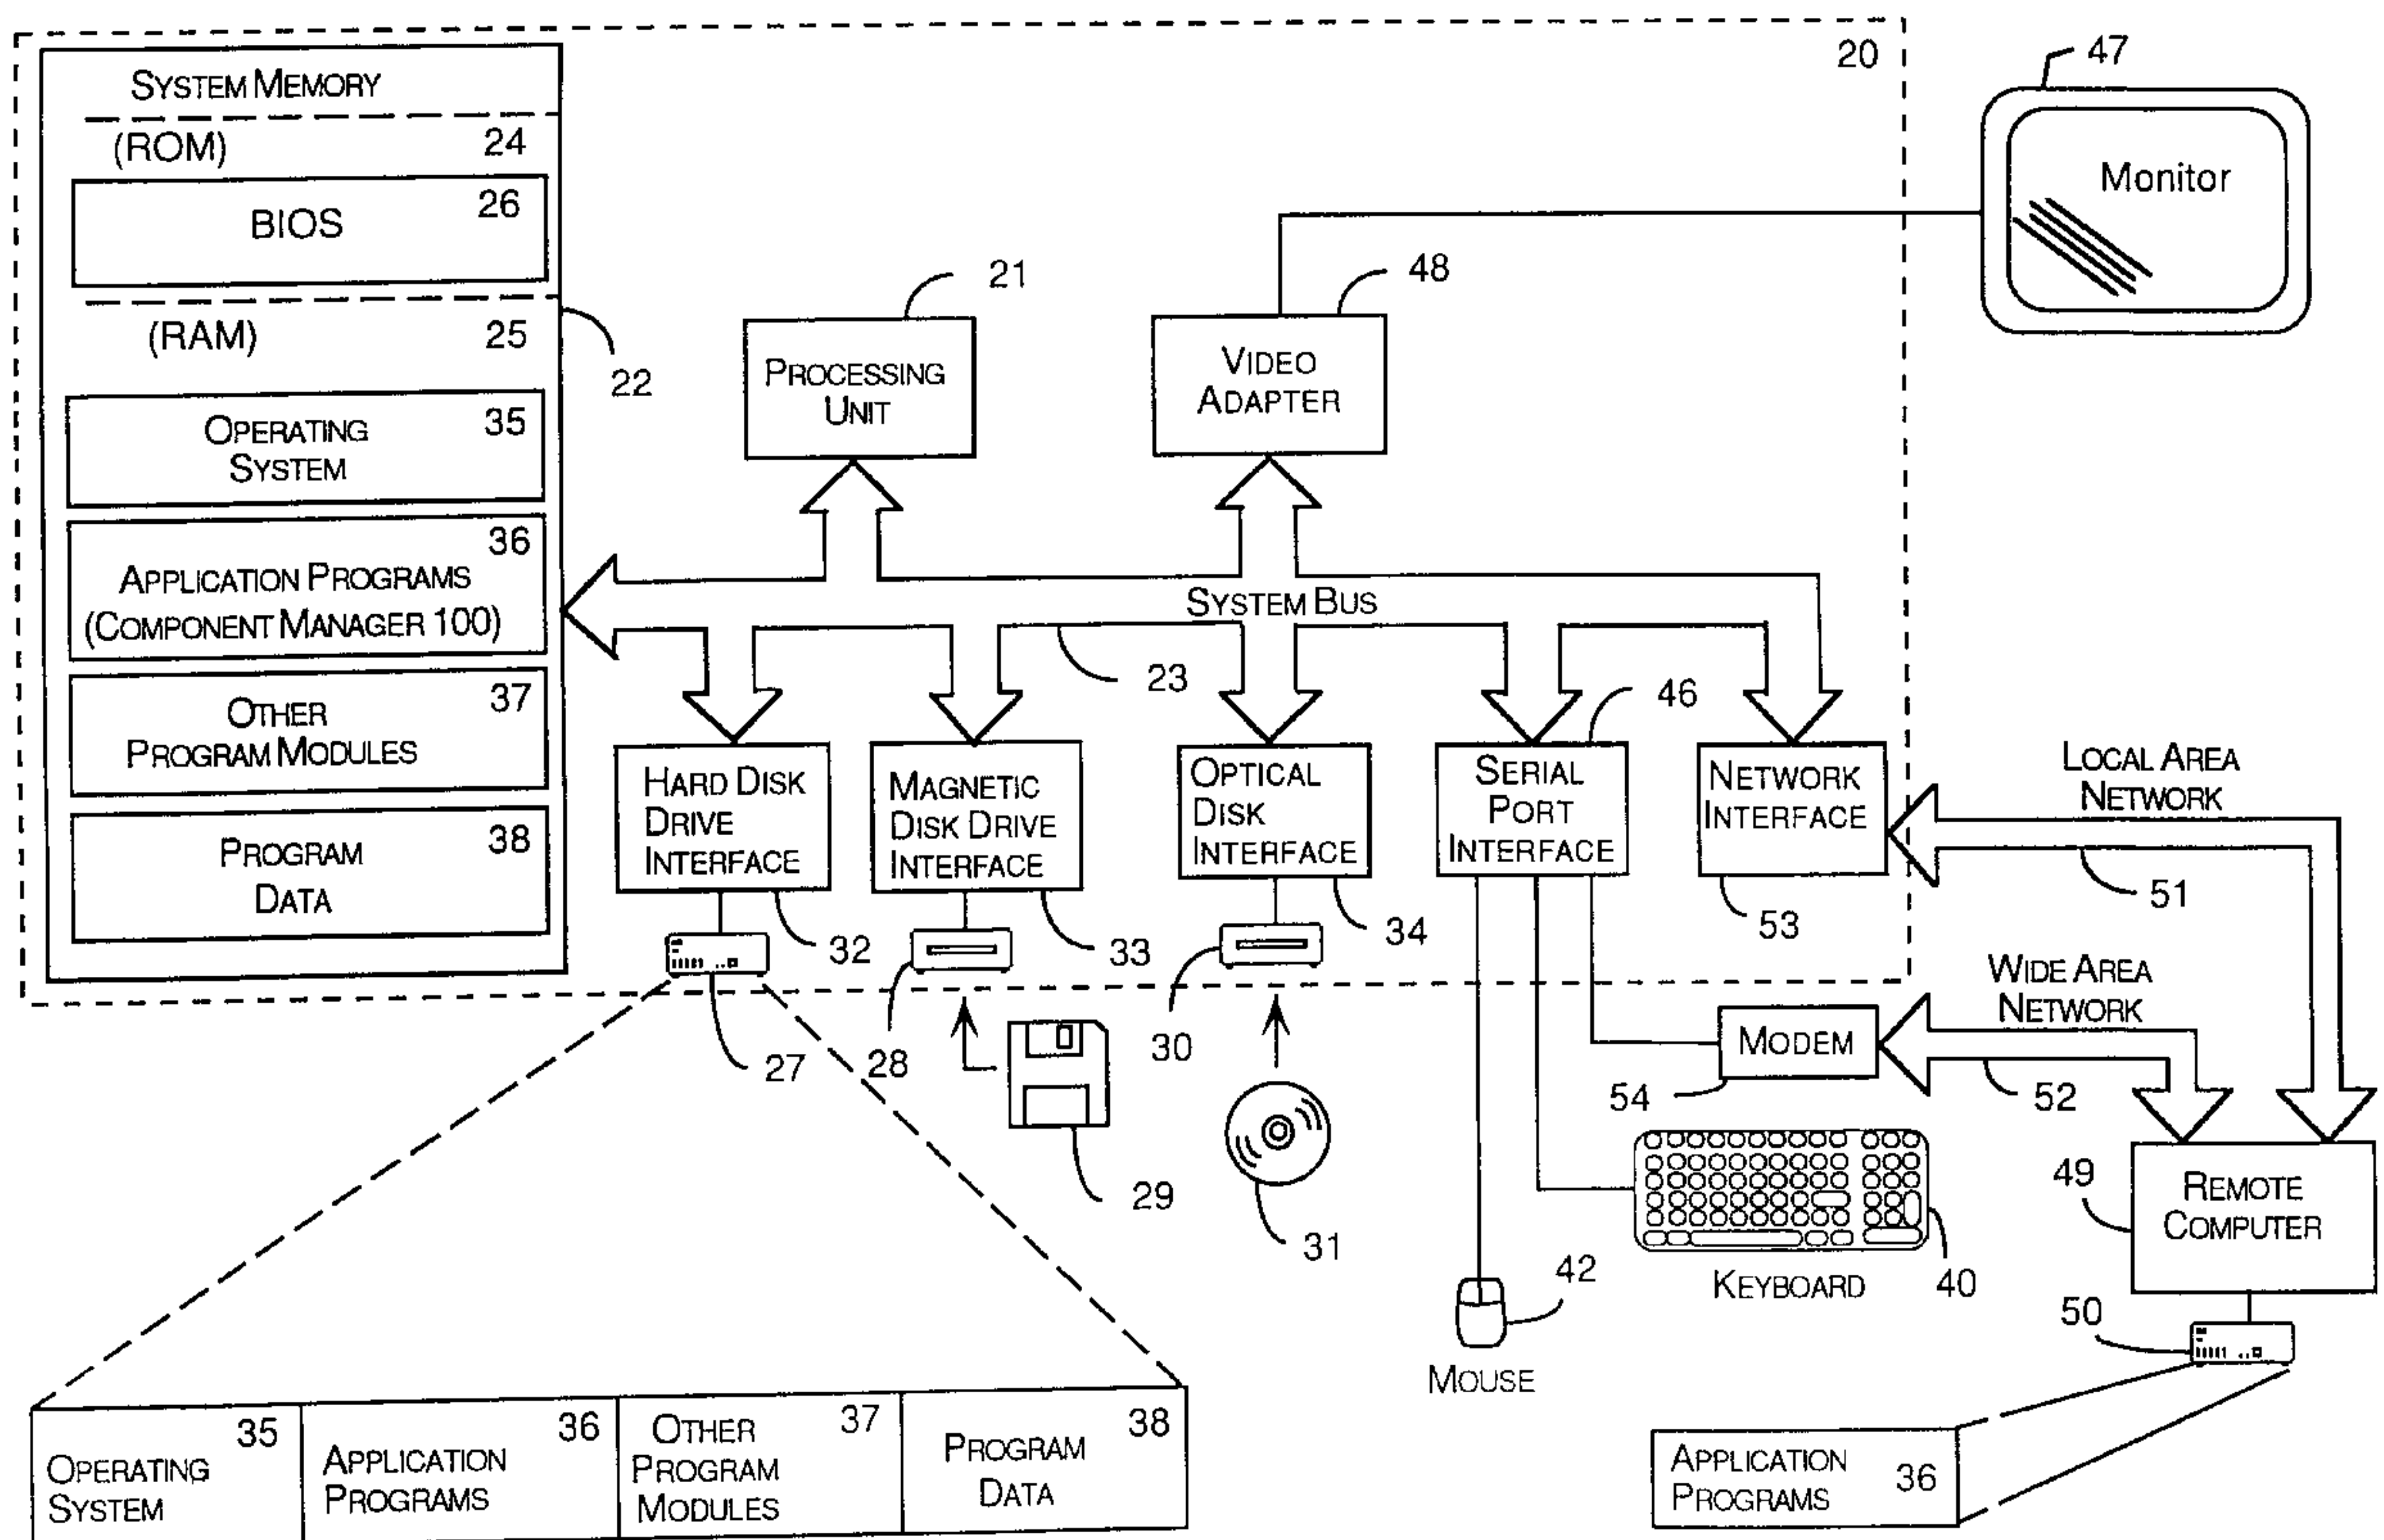 20
47
SYSTEM MEMORY
(ROM) 24
BIOS 26
(RAM) 25
22
OPERATING 35
SYSTEM
36
APPLICATION PROGRAMS
(COMPONENT MANAGER 100)
OTHER 37
PROGRAM MODULES
PROGRAM 38
DATA
21
PROCESSING
UNIT
48
VIDEO
ADAPTER
Monitor
SYSTEM BUS
23
46
HARD DISK
DRIVE
INTERFACE
32
MAGNETIC
DISK DRIVE
INTERFACE
33
OPTICAL
DISK
INTERFACE
34
SERIAL
PORT
INTERFACE
NETWORK
INTERFACE
53
LOCAL AREA
NETWORK
51
WIDE AREA
NETWORK
52
27
28
29
30
31
MODEM
54
KEYBOARD
40
42
MOUSE
49
REMOTE
COMPUTER
50
OPERATING
SYSTEM
35
APPLICATION
PROGRAMS
36
OTHER
PROGRAM
MODULES
37
PROGRAM
DATA
38
APPLICATION
PROGRAMS
36